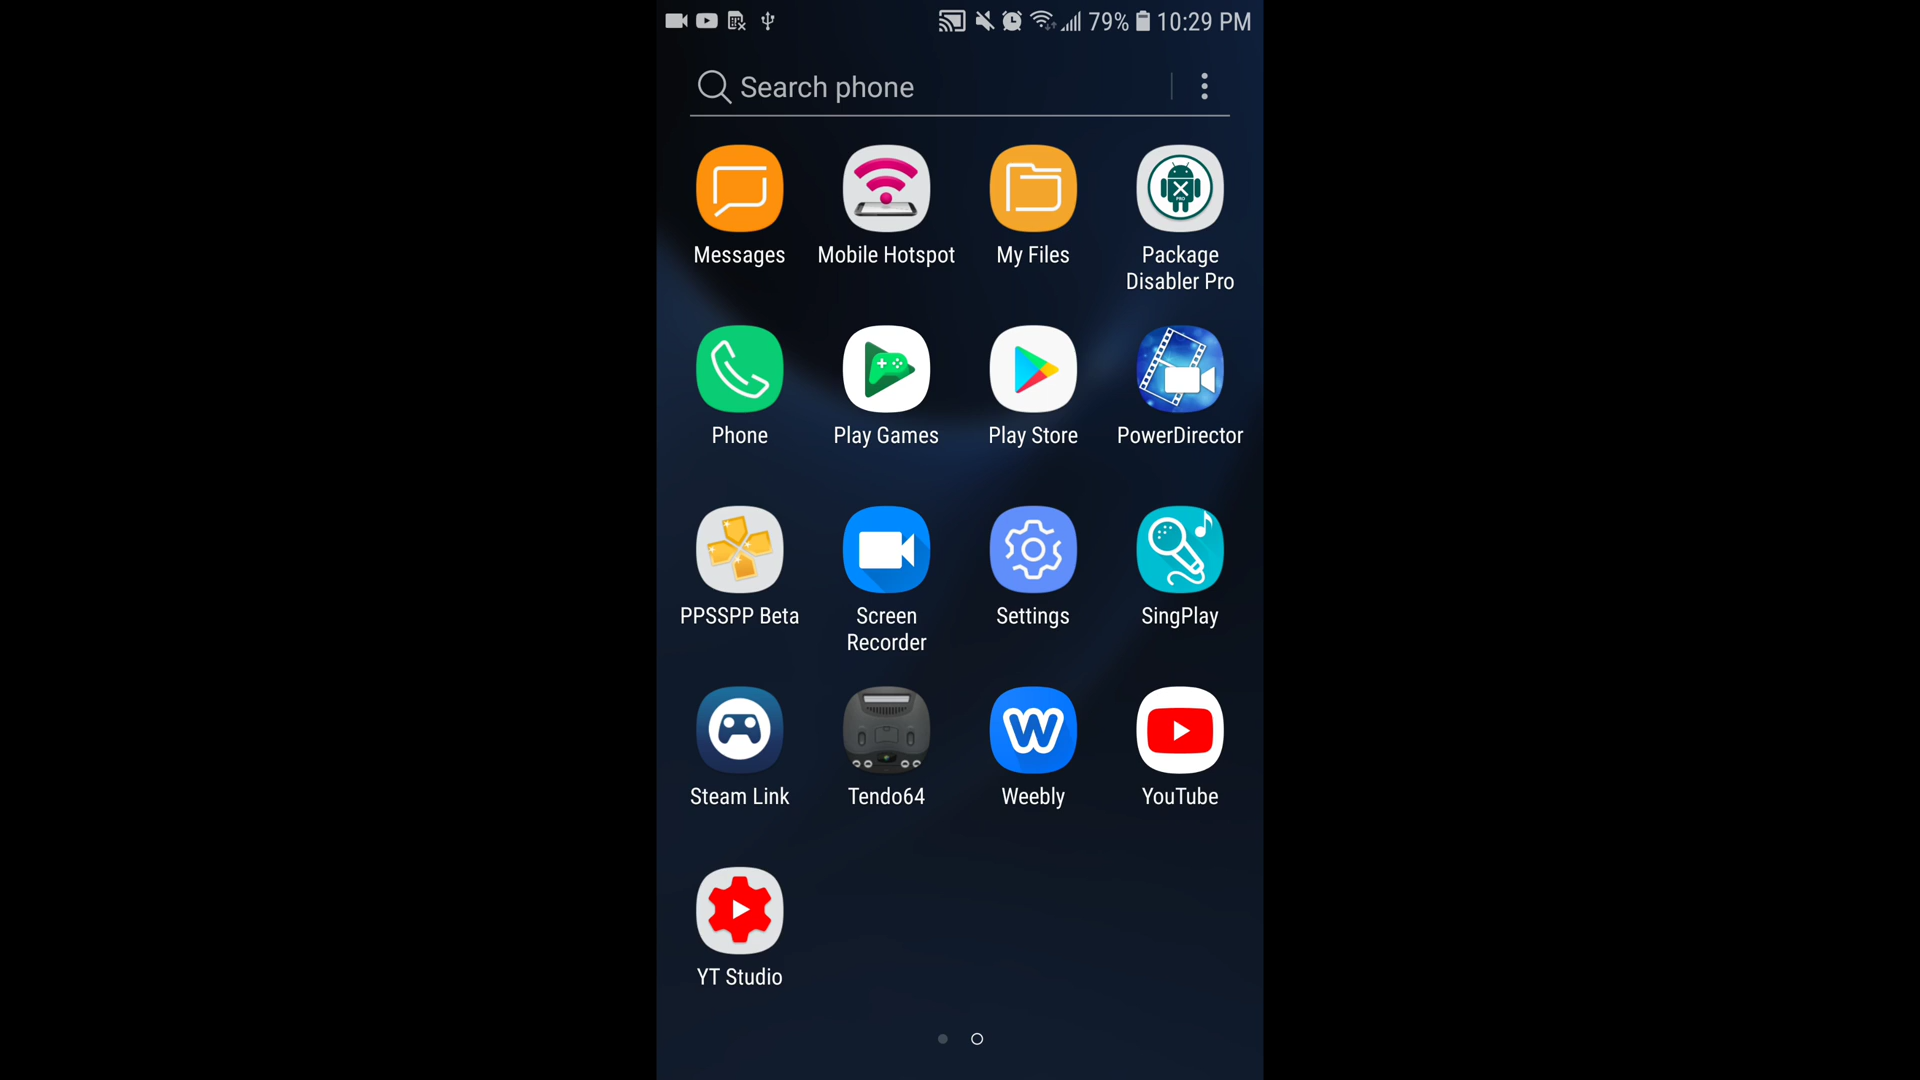 79% 10:29 PM
Search phone
Messages
Mobile Hotspot
My Files
Package
Disabler Pro
PRO
Phone
Play Games
Play Store
PowerDirector
PPSSPP Beta
Screen
Recorder
Settings
SingPlay
Steam Link
Tendo64
W
Weebly
YouTube
YT Studio